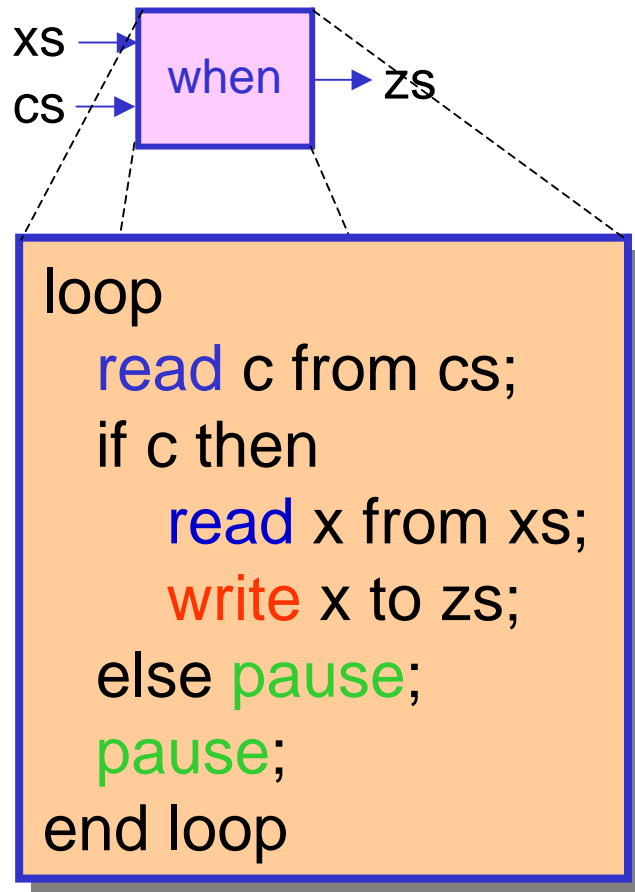 xs
when
zs
cs
loop
read c from cs;
if c then
read x from xs;
write x to zs;
else pause;
pause;
end loop